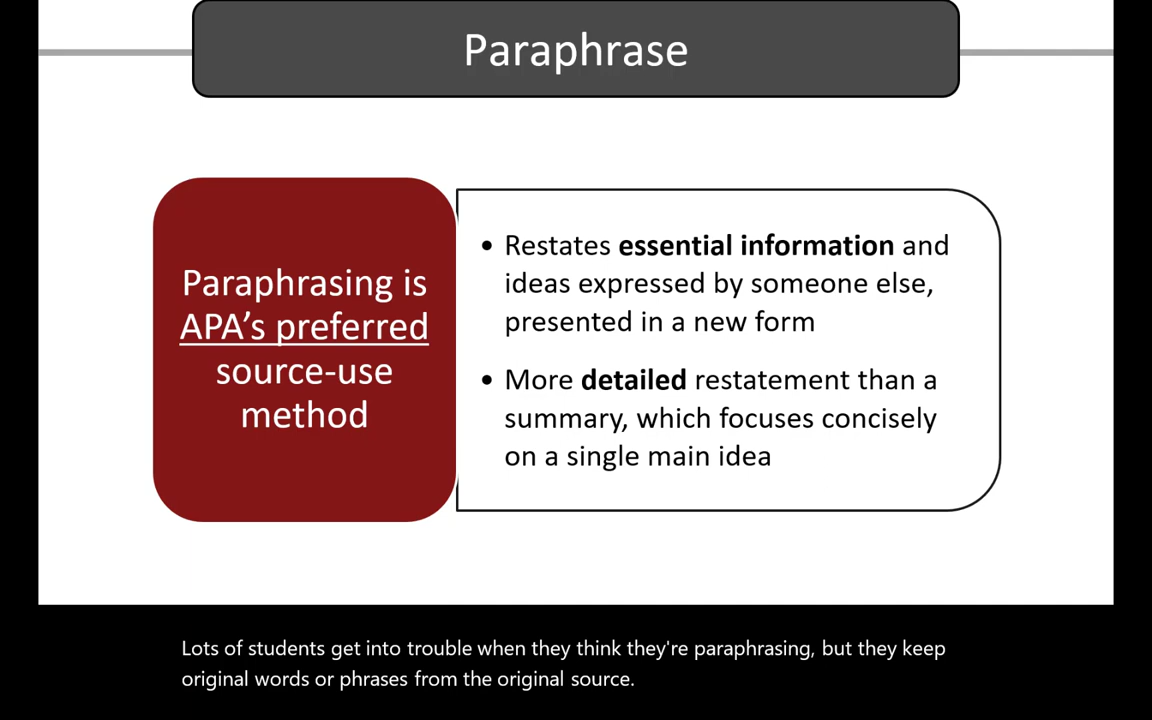 Paraphrase
Paraphrasing is
APA’s preferred
source-use
method
• Restates essential information and
ideas expressed by someone else,
presented in a new form
• More detailed restatement than a
summary, which focuses concisely
on a single main idea
Lots of students get into trouble when they think they're paraphrasing, but they keep
original words or phrases from the original source.